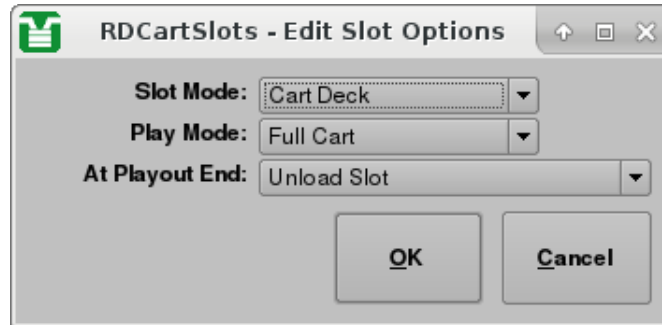 RDCartSlots - Edit Slot Options
Slot Mode: Cart Deck
Play Mode: Full Cart
At Playout End: Unload Slot
OK Cancel